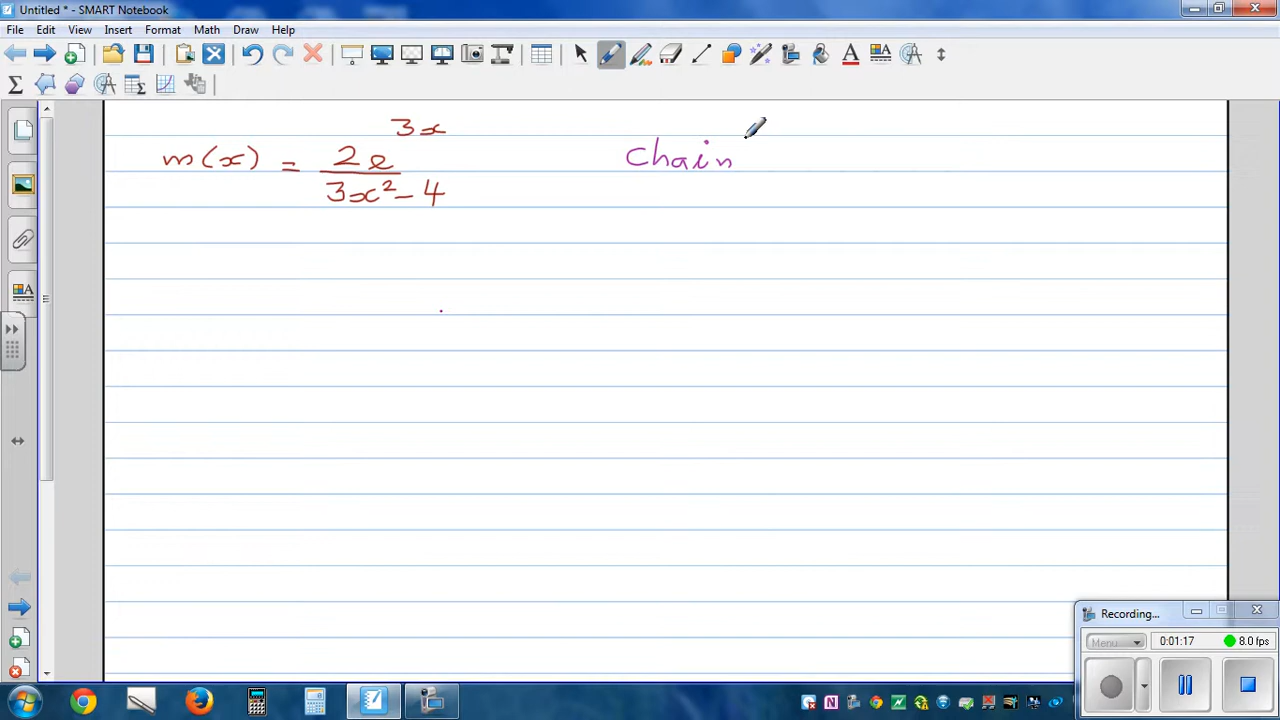 Untitled * - SMART Notebook
File Edit View Insert Format Math Draw Help
3x
m(x) = 2e Chain
3x² - 4
Recording...
Menu 0:01:17 8.0 fps